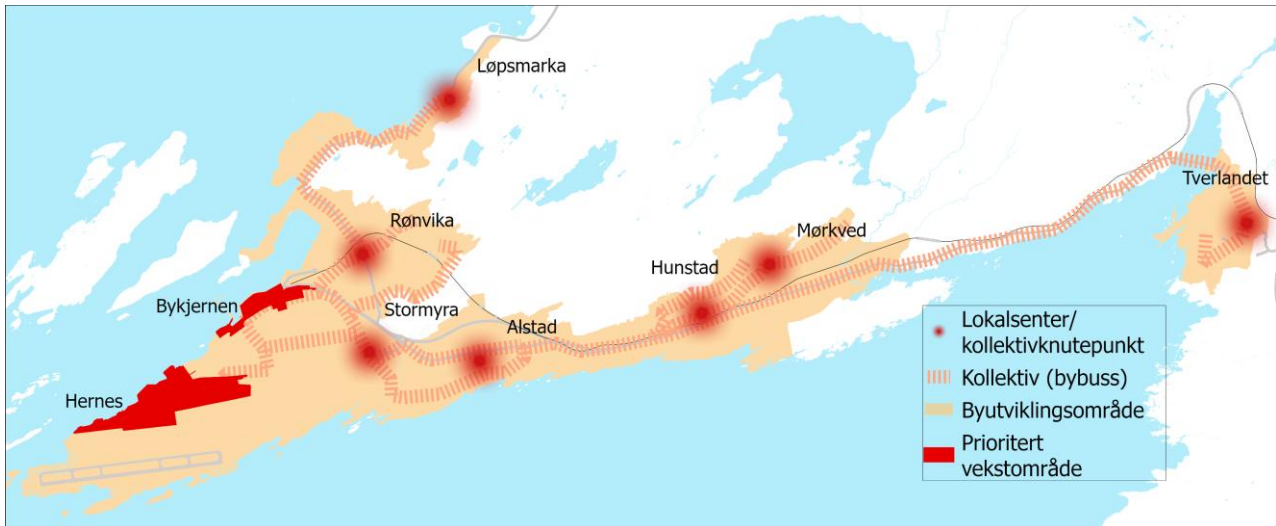 Løpsmarka
Rønvika
Tverlandet
Mørkved
Hunstad
Bykjernen
Stormyra
Alstad
Hernes
Lokalsenter/
kollektivknutepunkt
Kollektiv (bybuss)
Byutviklingsområde
Prioritert
vekstområde